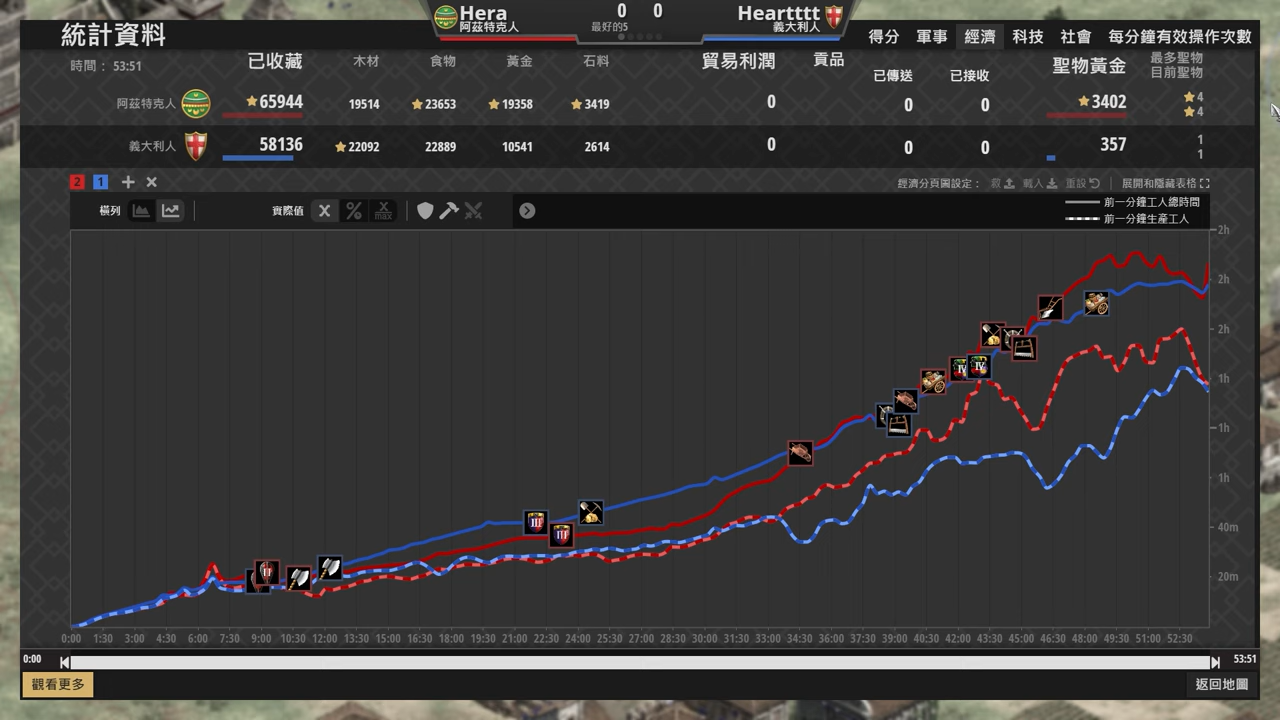 Hera
阿茲特克人
0 0
最好的5
Heartttt
義大利人
統計資料
得分 軍事 經濟 科技 社會 每分鐘有效操作次數
時間： 53:51
已收藏 木材 食物 黃金 石料 貿易利潤 貢品 已傳送 已接收 聖物黃金 最多聖物
目前聖物
阿茲特克人 65944 19514 23653 19358 3419 0 0 0 3402 4
4
義大利人 58136 22092 22889 10541 2614 0 0 0 357 1
1
2 1
經濟分頁圖設定： 載入 重設 展開和隱藏表格
橫列 實際值 X % X
max
前一分鐘工人總時間
前一分鐘生產工人
2h
2h
2h
1h
1h
1h
40m
20m
II III III IV IV
0:00 1:30 3:00 4:30 6:00 7:30 9:00 10:30 12:00 13:30 15:00 16:30 18:00 19:30 21:00 22:30 24:00 25:30 27:00 28:30 30:00 31:30 33:00 34:30 36:00 37:30 39:00 40:30 42:00 43:30 45:00 46:30 48:00 49:30 51:00 52:30
0:00 53:51
觀看更多 返回地圖